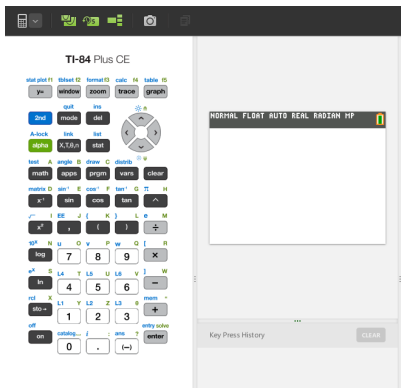 TI-84 Plus CE
stat plot f1 tblset f2 format f3 calc f4 table f5
y= window zoom trace graph
quit ins
2nd mode del
A-lock link list
alpha X,T,θ,n stat
test A angle B draw C distrib
math apps prgm vars clear
matrix D sin⁻¹ E cos⁻¹ F tan⁻¹ G π H
x⁻¹ sin cos tan ^
√ I EE J { K } L e M
x² , ( ) ÷
10ˣ N u O v P w Q [ R
log 7 8 9 ×
eˣ S L4 T L5 U L6 V ] W
ln 4 5 6 −
rcl X L1 Y L2 Z L3 θ mem "
sto→ 1 2 3 +
off catalog... i : ans ? entry solve
on 0 . (−) enter
NORMAL FLOAT AUTO REAL RADIAN MP
Key Press History CLEAR